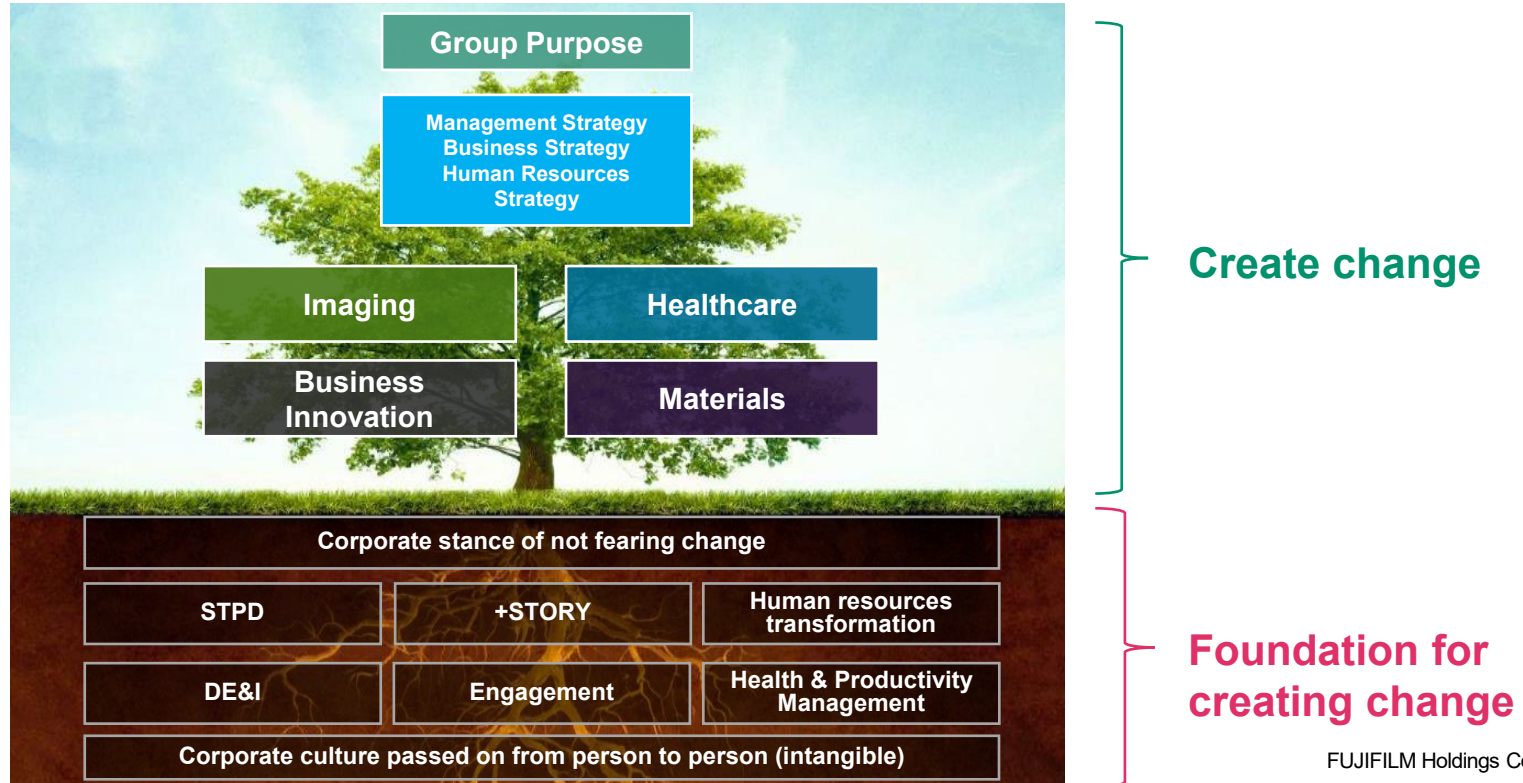 Group Purpose
Management Strategy
Business Strategy
Human Resources
Strategy
Imaging
Healthcare
Business
Innovation
Materials
Create change
Corporate stance of not fearing change
STPD
+STORY
Human resources
transformation
DE&I
Engagement
Health & Productivity
Management
Corporate culture passed on from person to person (intangible)
Foundation for
creating change
FUJIFILM Holdings